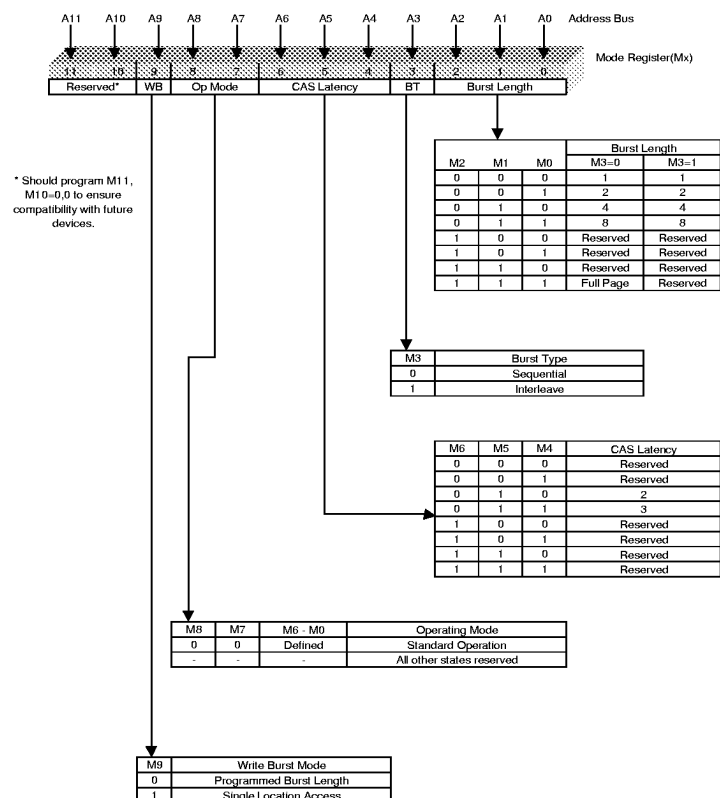 A11 A10 A9 A8 A7 A6 A5 A4 A3 A2 A1 A0 Address Bus
Mode Register(Mx)
11 10 9 8 7 6 5 4 3 2 1 0
Reserved* WB Op Mode CAS Latency BT Burst Length
* Should program M11,
M10=0,0 to ensure
compatibility with future
devices.
Burst Length
M2 M1 M0 M3=0 M3=1
0 0 0 1 1
0 0 1 2 2
0 1 0 4 4
0 1 1 8 8
1 0 0 Reserved Reserved
1 0 1 Reserved Reserved
1 1 0 Reserved Reserved
1 1 1 Full Page Reserved
M3 Burst Type
0 Sequential
1 Interleave
M6 M5 M4 CAS Latency
0 0 0 Reserved
0 0 1 Reserved
0 1 0 2
0 1 1 3
1 0 0 Reserved
1 0 1 Reserved
1 1 0 Reserved
1 1 1 Reserved
M8 M7 M6 - M0 Operating Mode
0 0 Defined Standard Operation
- - - All other states reserved
M9 Write Burst Mode
0 Programmed Burst Length
1 Single Location Access